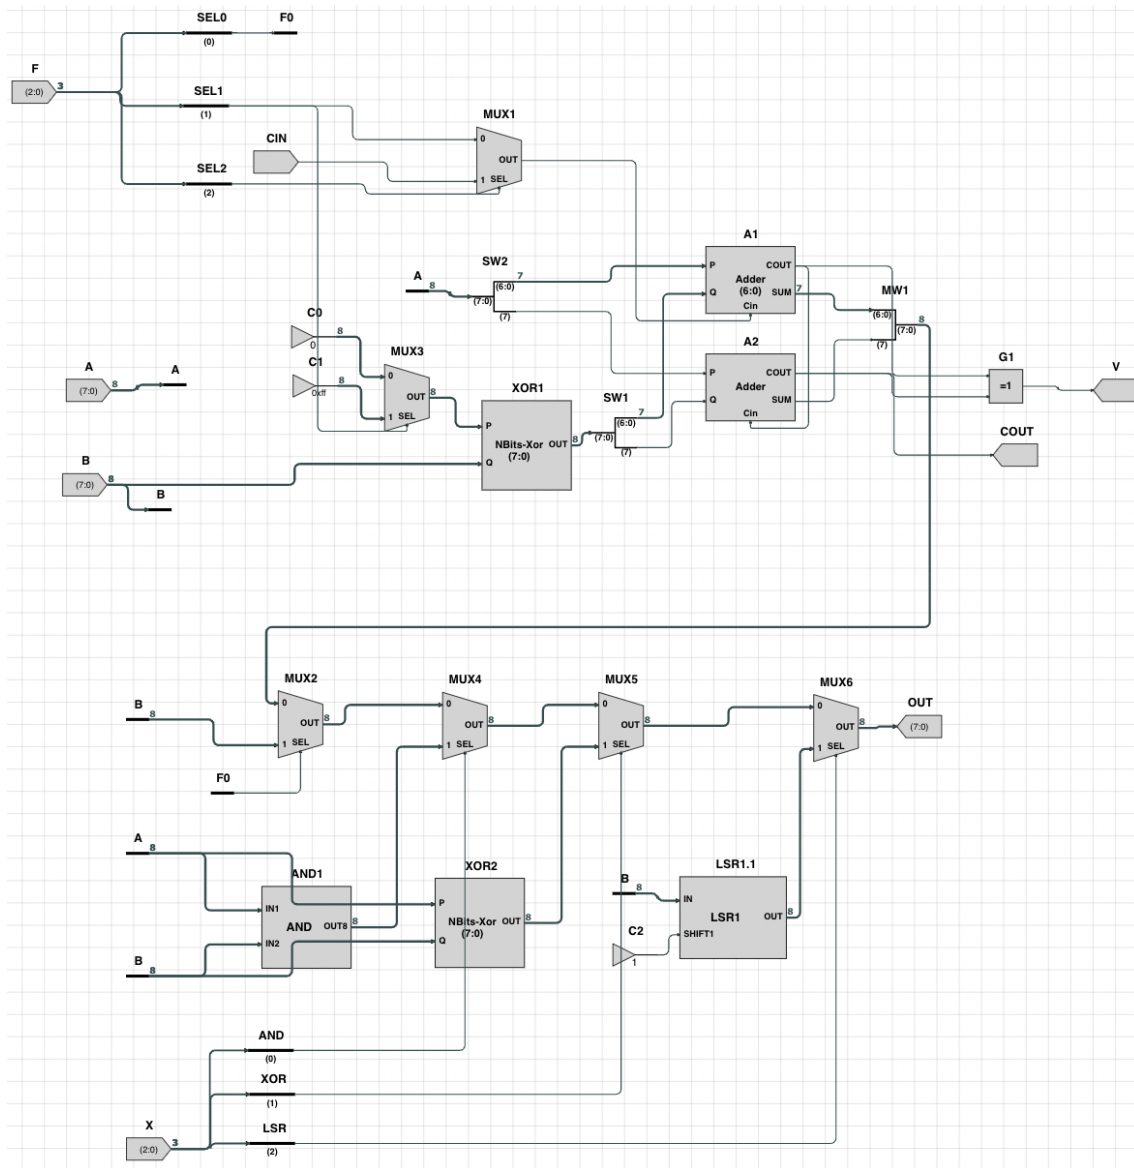 SEL0 F0
(0)
F
(2:0) 3
SEL1
(1)
MUX1
0
CIN
OUT
SEL2
1 SEL
(2)
A1
SW2
A 8
(7:0)
(6:0) 7
(7)
P COUT
Adder
(6:0)
Q SUM 7
Cin
MW1
(6:0)
(7:0) 8
(7)
C0
8
0
MUX3
C1
8
0xff
0
OUT 8
1 SEL
A
(7:0) 8
A
XOR1
P
NBits-Xor OUT 8
(7:0)
Q
SW1
(7:0)
(6:0) 7
(7)
A2
P COUT
Adder
Q SUM
Cin
G1
=1
V
COUT
B
(7:0) 8
B
MUX2
0
OUT 8
1 SEL
B 8
F0
MUX4
0
OUT 8
1 SEL
MUX5
0
OUT 8
1 SEL
MUX6
0
OUT 8
1 SEL
OUT
(7:0)
A 8
AND1
IN1
AND OUT8 8
IN2
B 8
XOR2
P
NBits-Xor OUT 8
(7:0)
Q
B 8
LSR1.1
IN
LSR1 OUT 8
SHIFT1
C2
1
AND
(0)
XOR
(1)
X
(2:0) 3
LSR
(2)